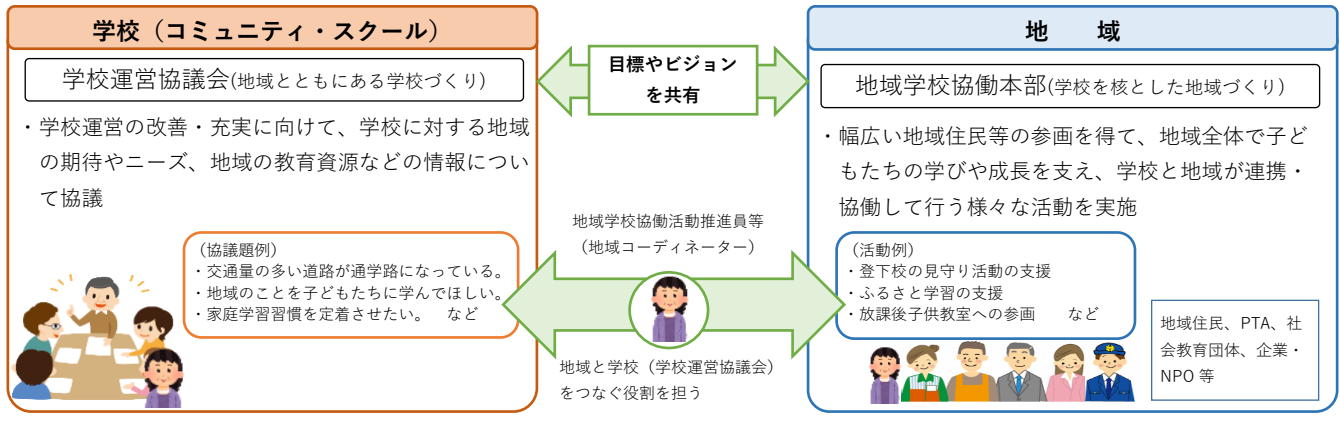 学校（コミュニティ・スクール）
学校運営協議会(地域とともにある学校づくり)
・学校運営の改善・充実に向けて、学校に対する地域
の期待やニーズ、地域の教育資源などの情報につい
て協議
（協議題例）
・交通量の多い道路が通学路になっている。
・地域のことを子どもたちに学んでほしい。
・家庭学習習慣を定着させたい。　など
目標やビジョン
を共有
地域学校協働活動推進員等
（地域コーディネーター）
地域と学校（学校運営協議会）
をつなぐ役割を担う
地　域
地域学校協働本部(学校を核とした地域づくり)
・幅広い地域住民等の参画を得て、地域全体で子ど
もたちの学びや成長を支え、学校と地域が連携・
協働して行う様々な活動を実施
（活動例）
・登下校の見守り活動の支援
・ふるさと学習の支援
・放課後子供教室への参画　　など
地域住民、PTA、社
会教育団体、企業・
NPO 等